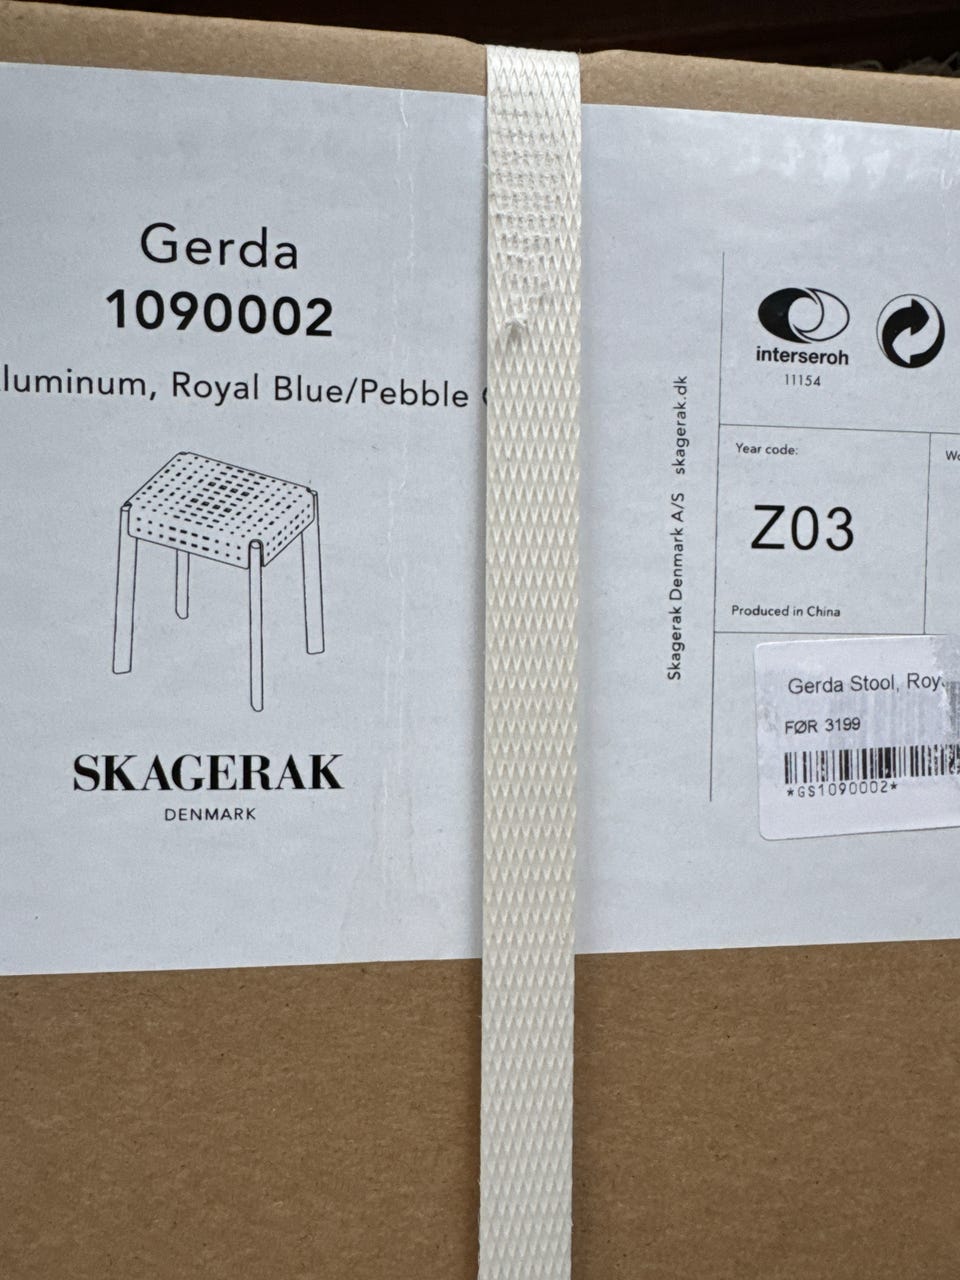 Gerda
1090002
luminum, Royal Blue/Pebble
SKAGERAK
DENMARK
Skagerak Denmark A/S skagerak.dk
interseroh
11154
Year code:
Z03
Produced in China
Gerda Stool,
FØR 3199
*GS1090002*